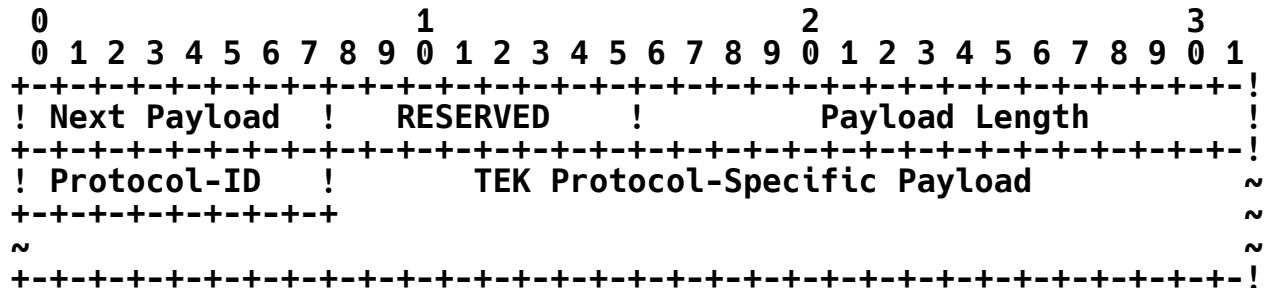 0                   1                   2                   3
 0 1 2 3 4 5 6 7 8 9 0 1 2 3 4 5 6 7 8 9 0 1 2 3 4 5 6 7 8 9 0 1
+-+-+-+-+-+-+-+-+-+-+-+-+-+-+-+-+-+-+-+-+-+-+-+-+-+-+-+-+-+-+-+-!
! Next Payload  !   RESERVED    !         Payload Length        !
+-+-+-+-+-+-+-+-+-+-+-+-+-+-+-+-+-+-+-+-+-+-+-+-+-+-+-+-+-+-+-+-!
! Protocol-ID   !       TEK Protocol-Specific Payload           ~
+-+-+-+-+-+-+-+-+                                               ~
~                                                               ~
+-+-+-+-+-+-+-+-+-+-+-+-+-+-+-+-+-+-+-+-+-+-+-+-+-+-+-+-+-+-+-+-!